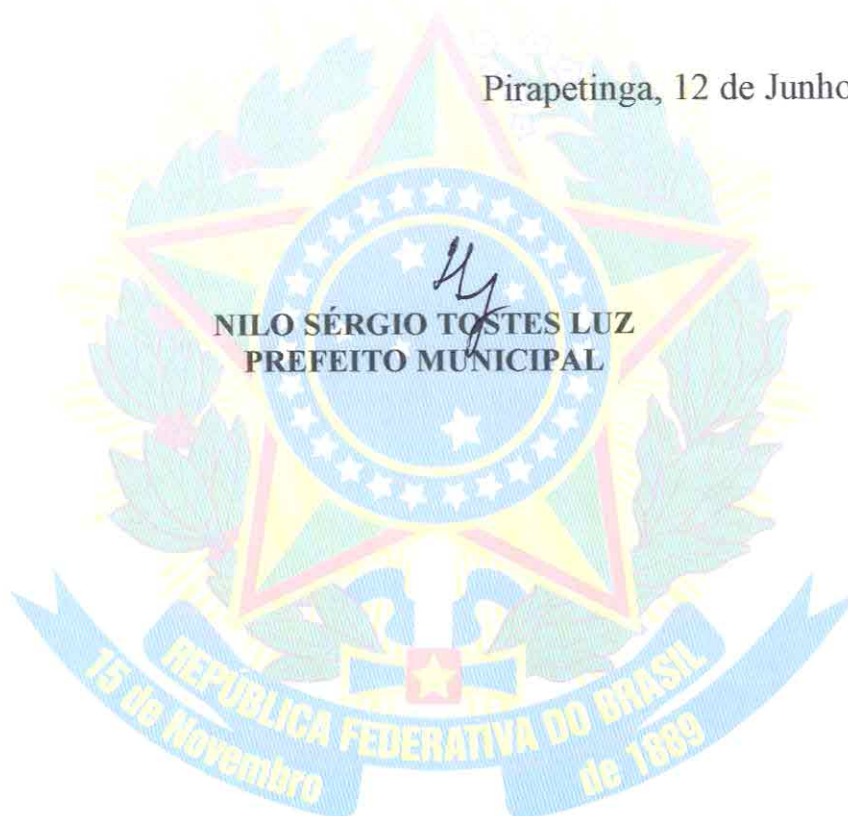 Pirapetinga, 12 de Junho
NILO SÉRGIO TOSTES LUZ
PREFEITO MUNICIPAL
REPÚBLICA FEDERATIVA DO BRASIL
15 de Novembro de 1889